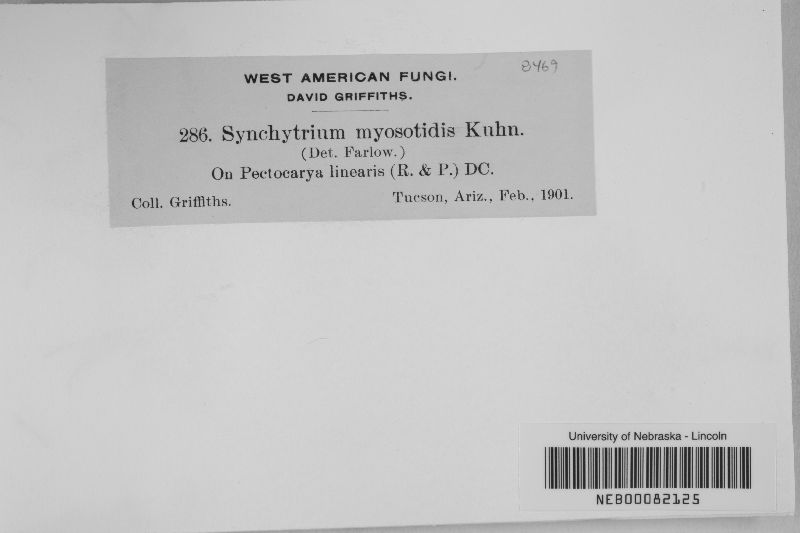 8469
WEST AMERICAN FUNGI.
DAVID GRIFFITHS.
286. Synchytrium myosotidis Kuhn.
(Det. Farlow.)
On Pectocarya linearis (R. & P.) DC.
Coll. Griffiths. Tucson, Ariz., Feb., 1901.
University of Nebraska - Lincoln
NEB00082125